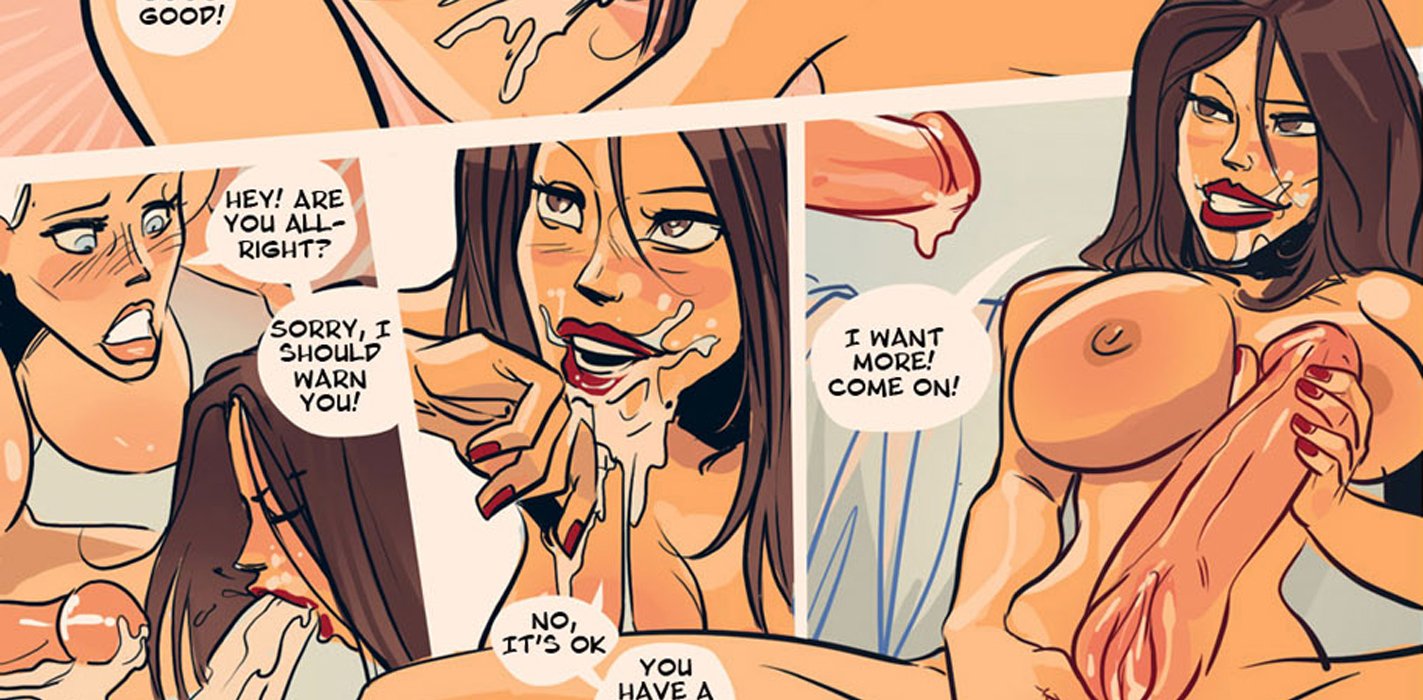 GOOD!
HEY! ARE
YOU ALL-
RIGHT?
SORRY, I
SHOULD
WARN
YOU!
NO,
IT'S OK
YOU
HAVE A
I WANT
MORE!
COME ON!